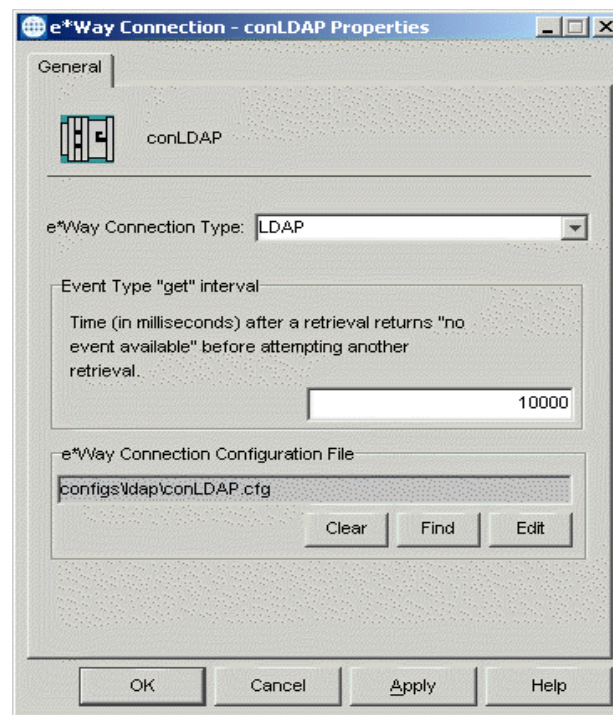 e*Way Connection - conLDAP Properties
General
conLDAP
e*Way Connection Type: LDAP
Event Type "get" interval
Time (in milliseconds) after a retrieval returns "no
event available" before attempting another
retrieval.
10000
e*Way Connection Configuration File
configs\ldap\conLDAP.cfg
Clear Find Edit
OK Cancel Apply Help